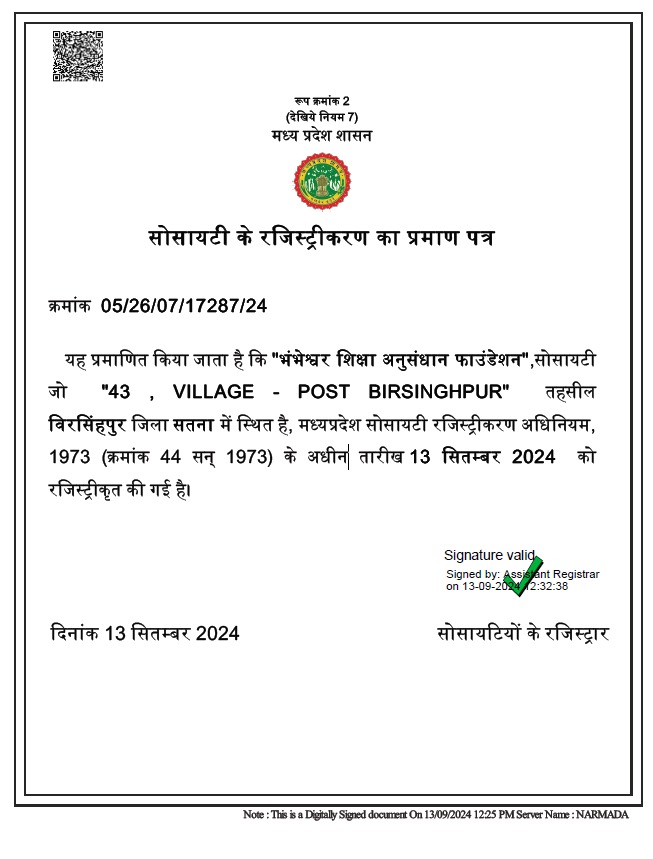 रूप क्रमांक 2
(देखिये नियम 7)
मध्य प्रदेश शासन
सोसायटी के रजिस्ट्रीकरण का प्रमाण पत्र
क्रमांक 05/26/07/17287/24
यह प्रमाणित किया जाता है कि "भंभेश्वर शिक्षा अनुसंधान फाउंडेशन",सोसायटी
जो "43 , VILLAGE - POST BIRSINGHPUR" तहसील
विरसिंहपुर जिला सतना में स्थित है, मध्यप्रदेश सोसायटी रजिस्ट्रीकरण अधिनियम,
1973 (क्रमांक 44 सन् 1973) के अधीन तारीख 13 सितम्बर 2024 को
रजिस्ट्रीकृत की गई है।
Signature valid
Signed by: Assistant Registrar
on 13-09-2024 12:32:38
दिनांक 13 सितम्बर 2024 सोसायटियों के रजिस्ट्रार
Note : This is a Digitally Signed document On 13/09/2024 12:25 PM Server Name : NARMADA